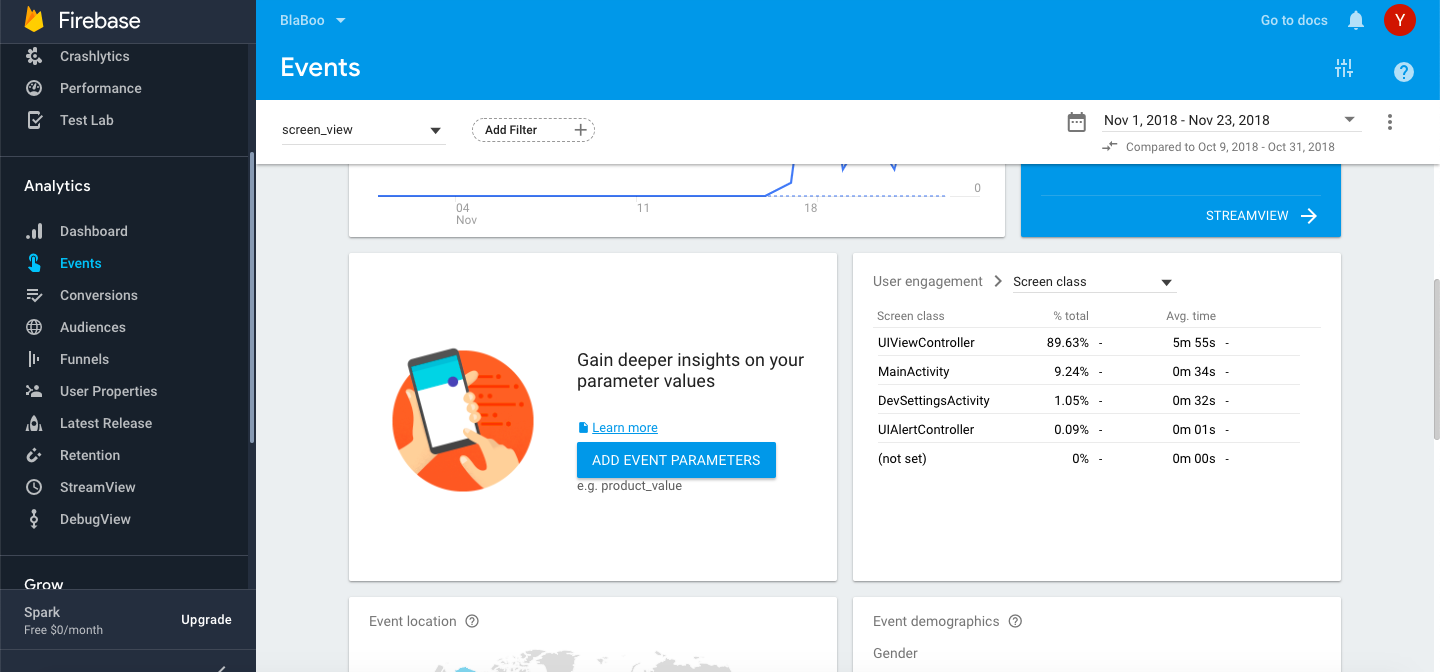 Firebase
Crashlytics
Performance
Test Lab
Analytics
Dashboard
Events
Conversions
Audiences
Funnels
User Properties
Latest Release
Retention
StreamView
DebugView
Grow
Spark
Free $0/month
Upgrade
BlaBoo
Go to docs
Y
Events
screen_view
Add Filter
Nov 1, 2018 - Nov 23, 2018
Compared to Oct 9, 2018 - Oct 31, 2018
0
04 11 18
Nov
STREAMVIEW
Gain deeper insights on your
parameter values
Learn more
ADD EVENT PARAMETERS
e.g. product_value
User engagement Screen class
Screen class % total Avg. time
UIViewController 89.63% - 5m 55s -
MainActivity 9.24% - 0m 34s -
DevSettingsActivity 1.05% - 0m 32s -
UIAlertController 0.09% - 0m 01s -
(not set) 0% - 0m 00s -
Event location ?
Event demographics ?
Gender